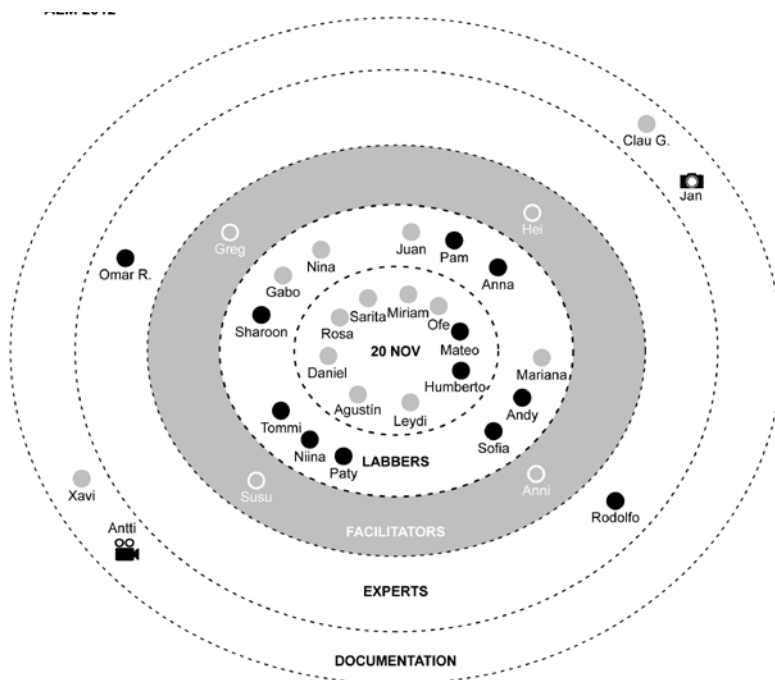 Clau G.
Jan
Hei
Greg
Juan
Pam
Omar R.
Nina
Anna
Gabo
Miriam
Sarita
Ofe
Rosa
Sharoon
20 NOV
Mateo
Daniel
Mariana
Humberto
Agustín
Andy
Leydi
Tommi
Sofia
Niina
LABBERS
Paty
Xavi
Susu
Anni
Rodolfo
Antti
FACILITATORS
EXPERTS
DOCUMENTATION